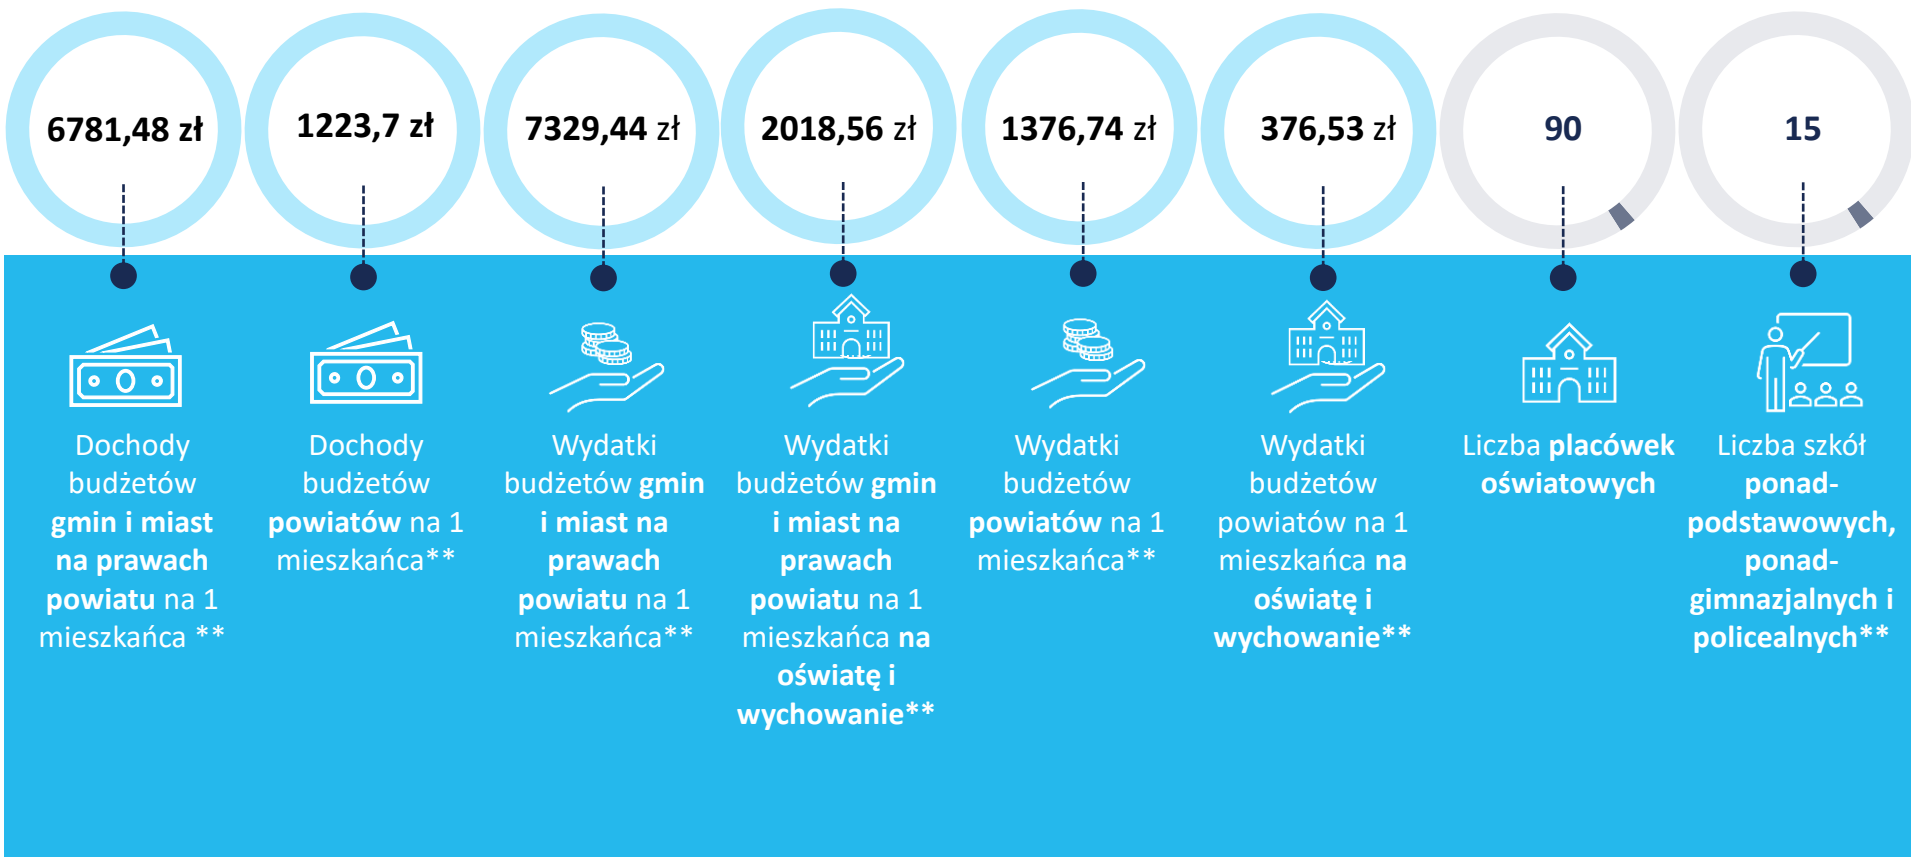 6781,48 zł
1223,7 zł
7329,44 zł
2018,56 zł
1376,74 zł
376,53 zł
90
15
Dochody
budżetów
gmin i miast
na prawach
powiatu na 1
mieszkańca **
Dochody
budżetów
powiatów na 1
mieszkańca**
Wydatki
budżetów gmin
i miast na
prawach
powiatu na 1
mieszkańca**
Wydatki
budżetów gmin
i miast na
prawach
powiatu na 1
mieszkańca na
oświatę i
wychowanie**
Wydatki
budżetów
powiatów na 1
mieszkańca**
Wydatki
budżetów
powiatów na 1
mieszkańca na
oświatę i
wychowanie**
Liczba placówek
oświatowych
Liczba szkół
ponad-
podstawowych,
ponad-
gimnazjalnych i
policealnych**